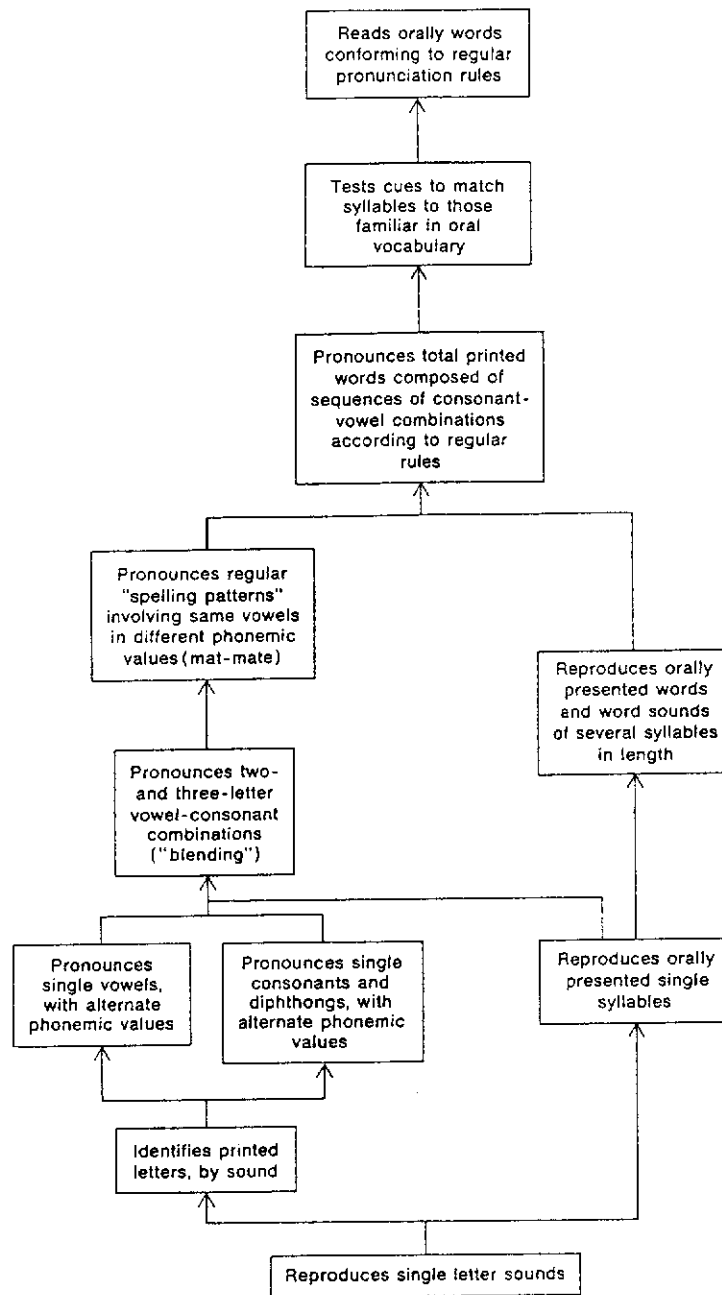 Reads orally words
conforming to regular
pronunciation rules
Tests cues to match
syllables to those
familiar in oral
vocabulary
Pronounces total printed
words composed of
sequences of consonant-
vowel combinations
according to regular
rules
Pronounces regular
"spelling patterns"
involving same vowels
in different phonemic
values (mat-mate)
Reproduces orally
presented words
and word sounds
of several syllables
in length
Pronounces two-
and three-letter
vowel-consonant
combinations
("blending")
Pronounces
single vowels,
with alternate
phonemic values
Pronounces single
consonants and
diphthongs, with
alternate phonemic
values
Reproduces orally
presented single
syllables
Identifies printed
letters, by sound
Reproduces single letter sounds